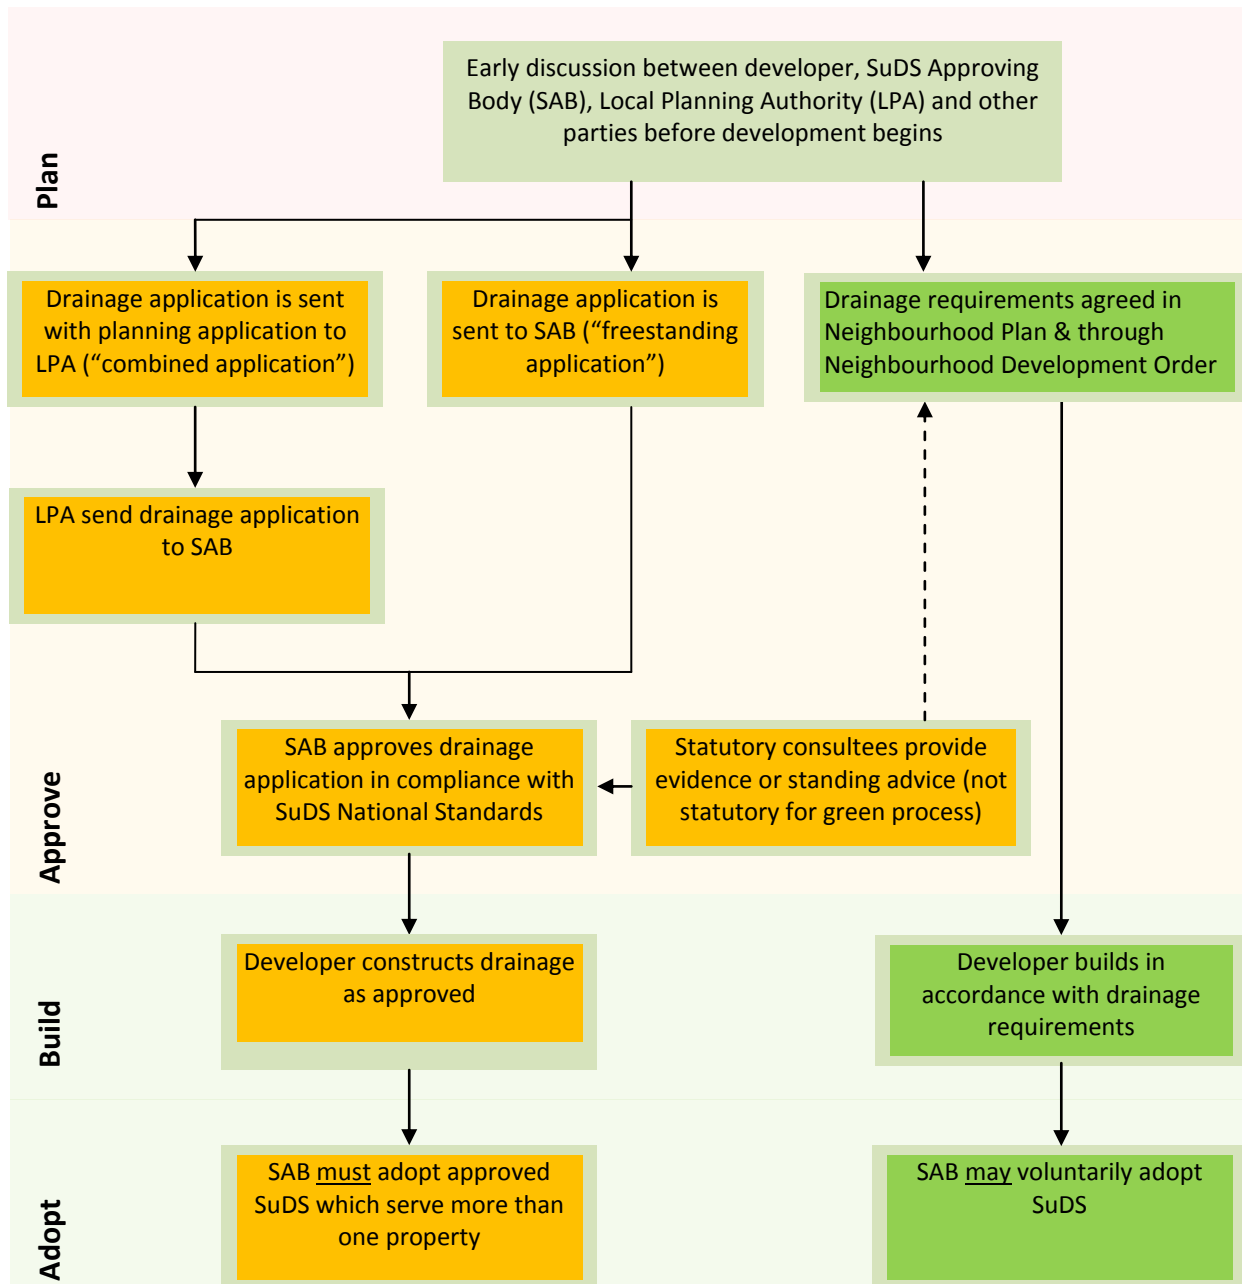 Early discussion between developer, SuDS Approving
Body (SAB), Local Planning Authority (LPA) and other
parties before development begins
Plan
Drainage application is sent
with planning application to
LPA (“combined application”)
Drainage application is
sent to SAB (“freestanding
application”)
Drainage requirements agreed in
Neighbourhood Plan & through
Neighbourhood Development Order
LPA send drainage application
to SAB
SAB approves drainage
application in compliance with
SuDS National Standards
Statutory consultees provide
evidence or standing advice (not
statutory for green process)
Approve
Developer constructs drainage
as approved
Developer builds in
accordance with drainage
requirements
Build
SAB must adopt approved
SuDS which serve more than
one property
SAB may voluntarily adopt
SuDS
Adopt